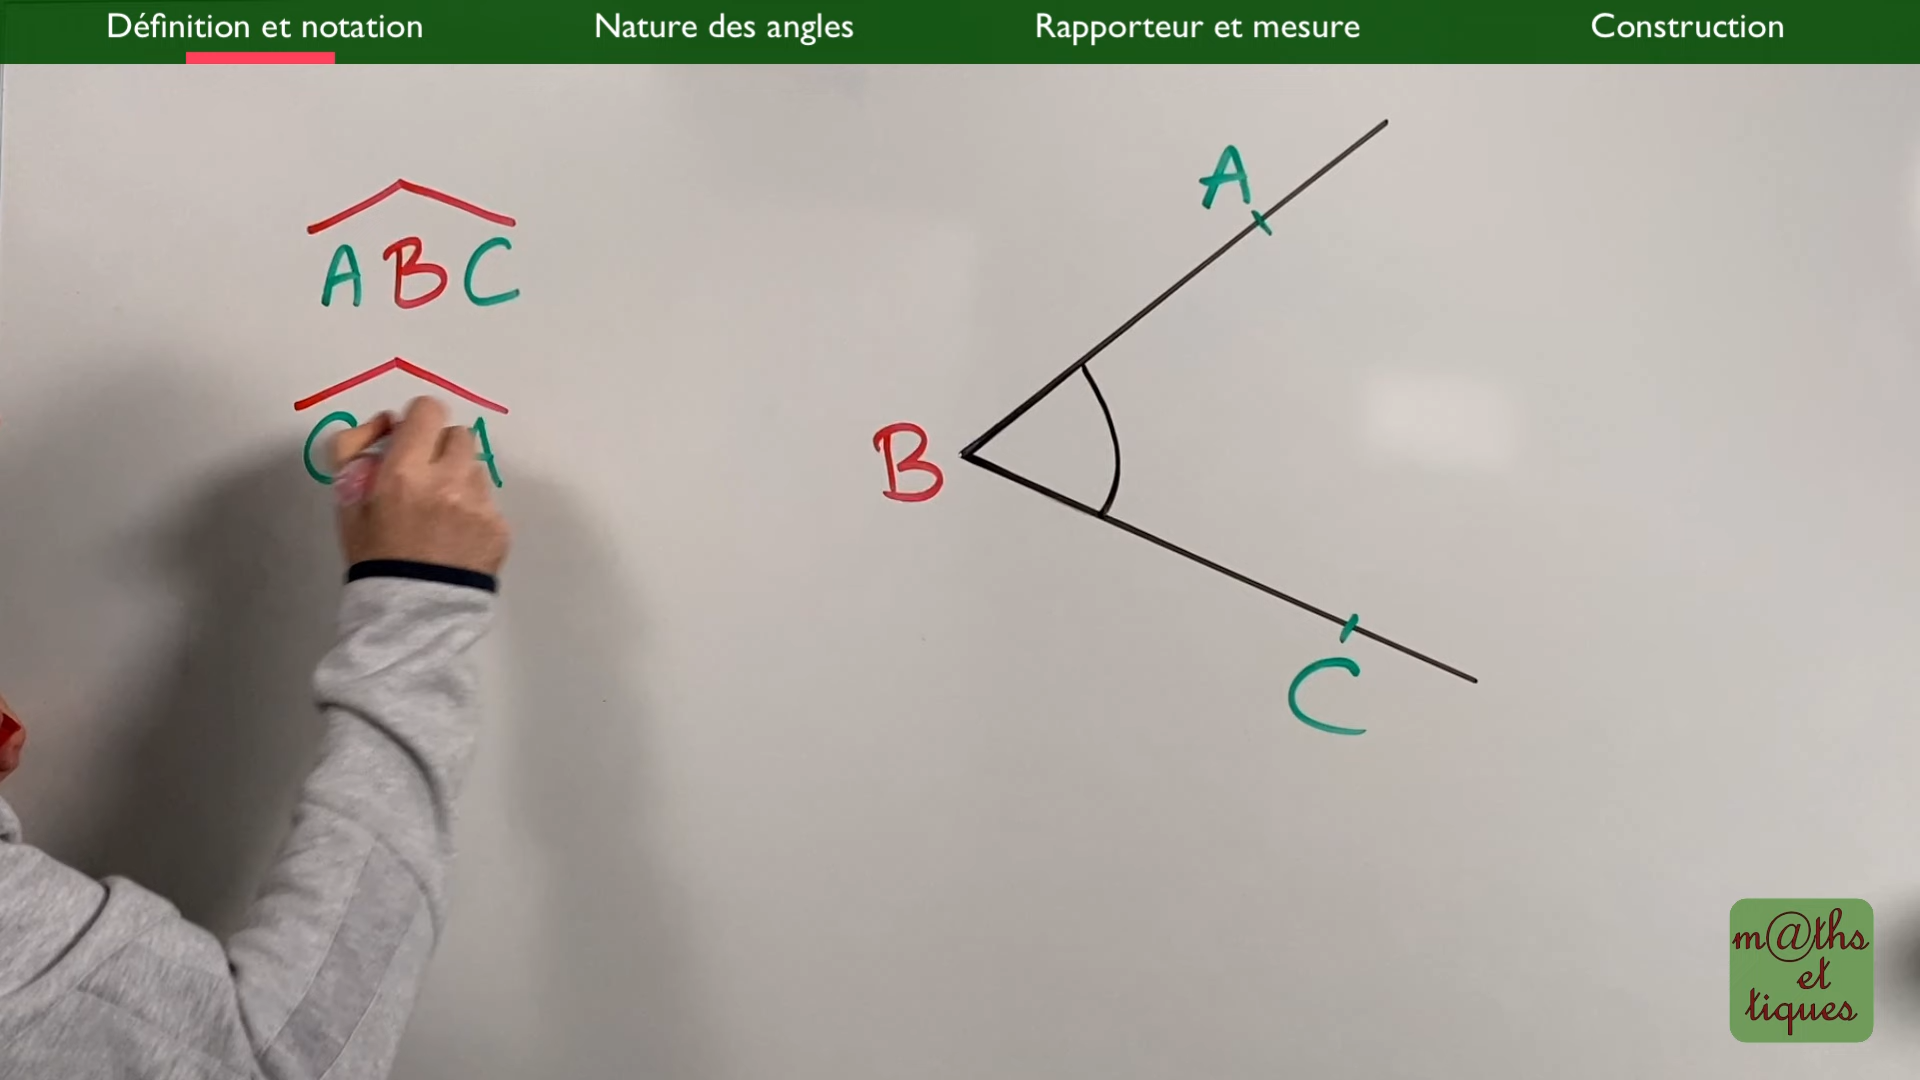 Définition et notation
Nature des angles
Rapporteur et mesure
Construction
ABC
C A
A
B
C
m@ths
et
tiques